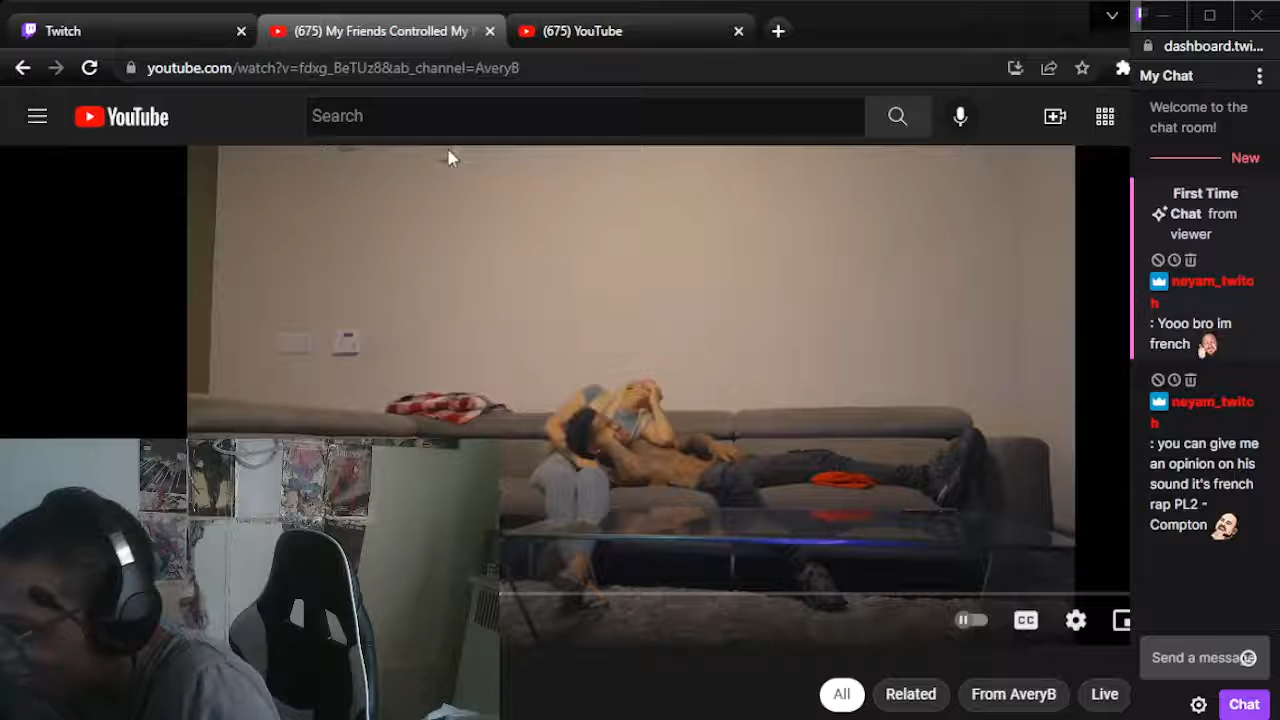 Twitch
(675) My Friends Controlled My
(675) YouTube
youtube.com/watch?v=fdxg_BeTUz8&ab_channel=AveryB
dashboard.twi...
YouTube
Search
My Chat
Welcome to the
chat room!
New
First Time
Chat from
viewer
neyam_twitc
h
: Yooo bro im
french
neyam_twitc
h
: you can give me
an opinion on his
sound it's french
rap PL2 -
Compton
CC
Send a message
All
Related
From AveryB
Live
Chat